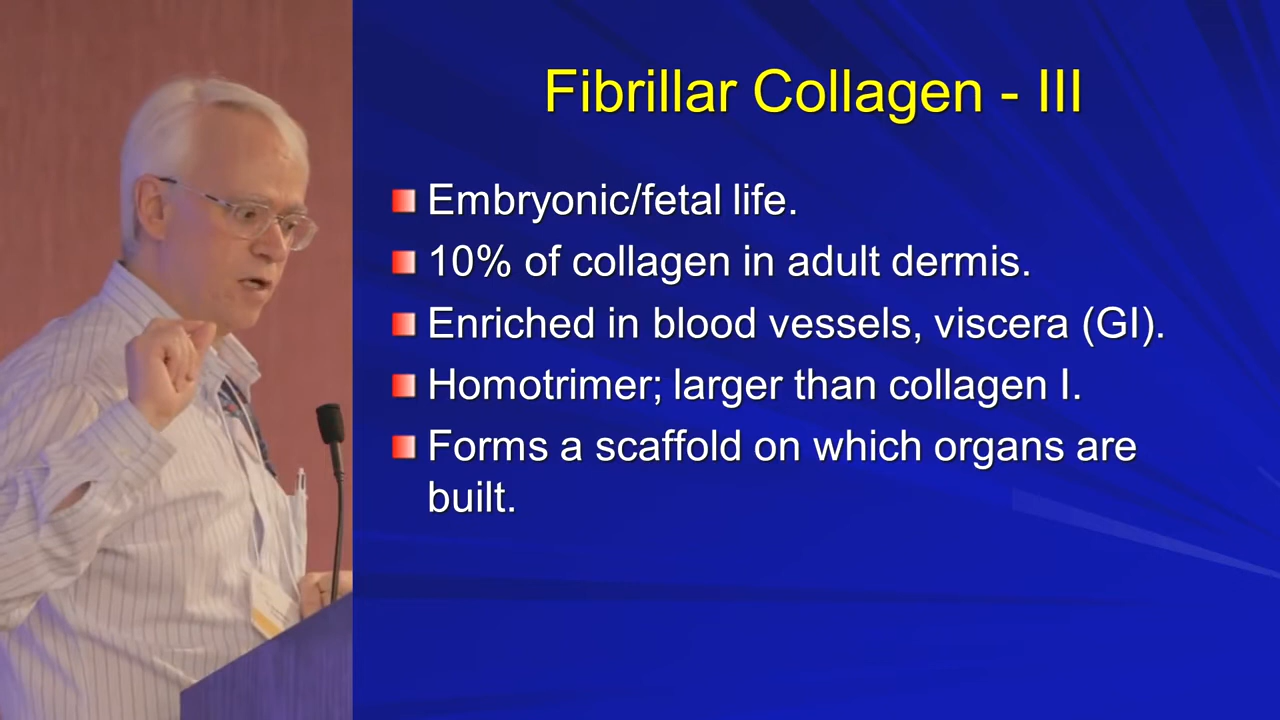 Fibrillar Collagen - III
Embryonic/fetal life.
10% of collagen in adult dermis.
Enriched in blood vessels, viscera (GI).
Homotrimer; larger than collagen I.
Forms a scaffold on which organs are
built.